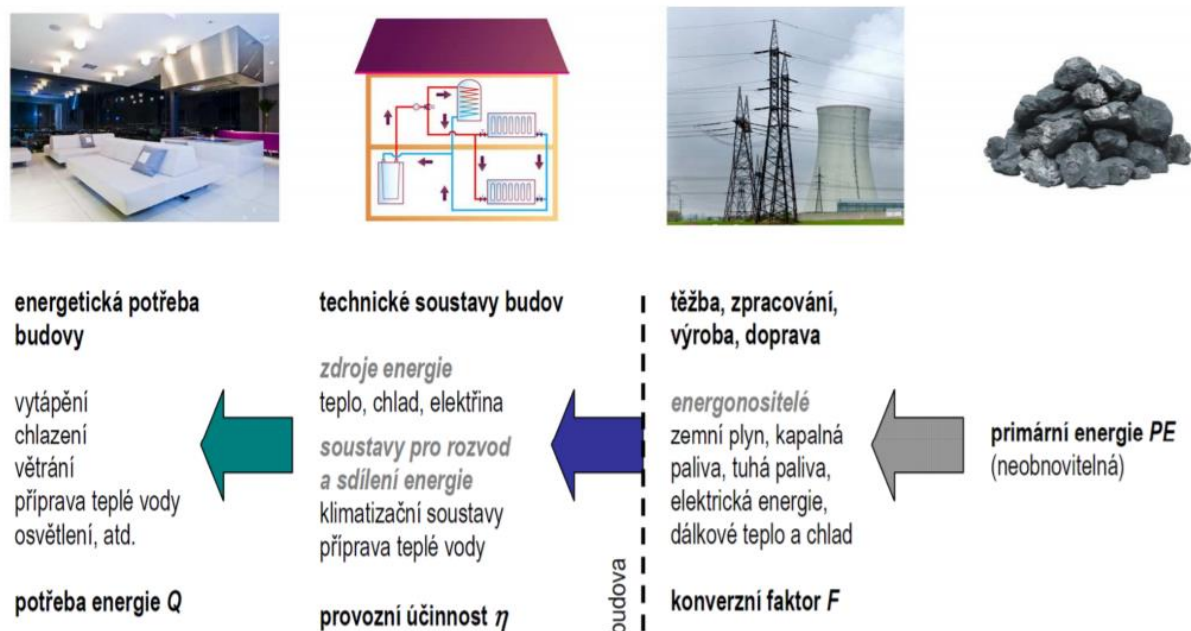 energetická potřeba
budovy
vytápění
chlazení
větrání
příprava teplé vody
osvětlení, atd.
potřeba energie Q
technické soustavy budov
zdroje energie
teplo, chlad, elektřina
soustavy pro rozvod
a sdílení energie
klimatizační soustavy
příprava teplé vody
provozní účinnost η
budova
těžba, zpracování,
výroba, doprava
energonositelé
zemní plyn, kapalná
paliva, tuhá paliva,
elektrická energie,
dálkové teplo a chlad
konverzní faktor F
primární energie PE
(neobnovitelná)